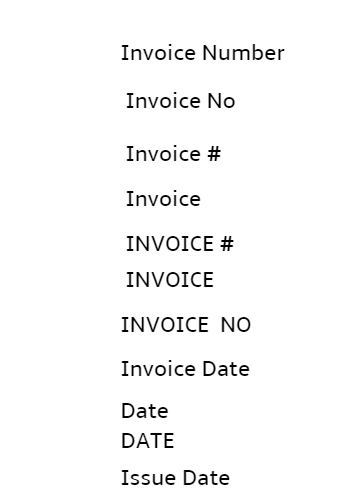 Invoice Number
Invoice No
Invoice #
Invoice
INVOICE #
INVOICE
INVOICE  NO
Invoice Date
Date
DATE
Issue Date